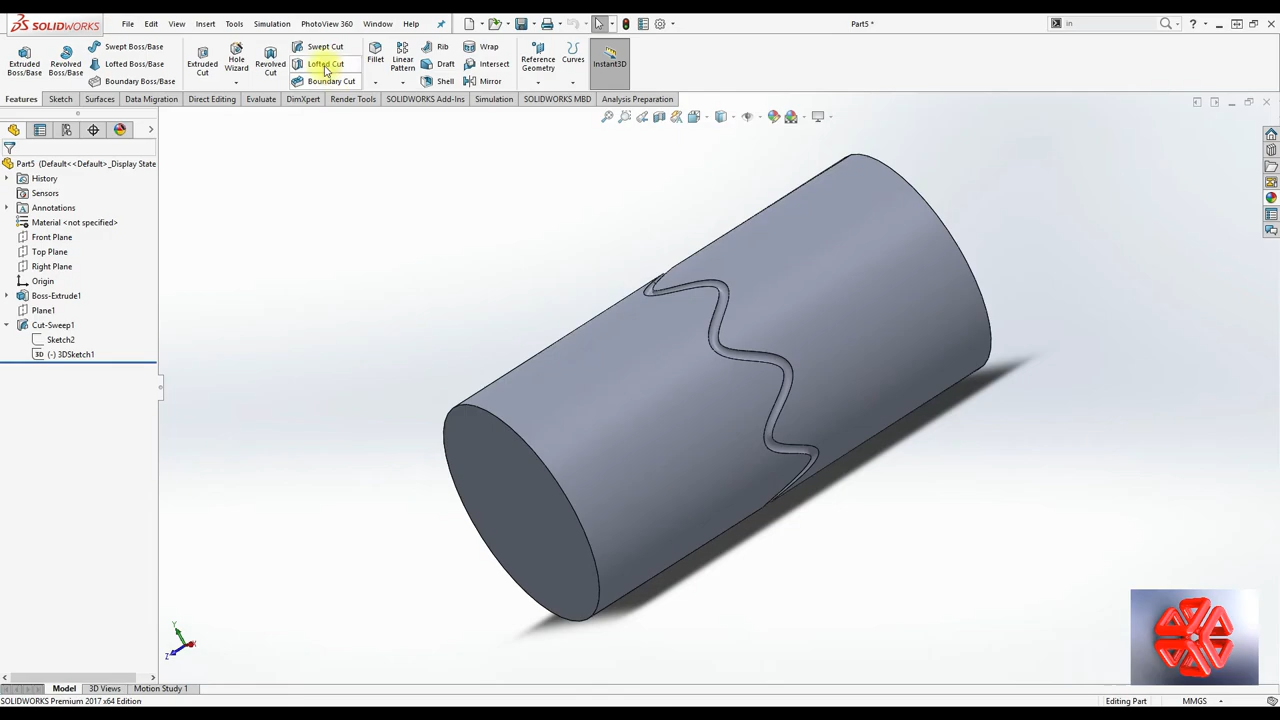 SOLIDWORKS File Edit View Insert Tools Simulation PhotoView 360 Window Help Part5 * in
Extruded Boss/Base Revolved Boss/Base Swept Boss/Base Lofted Boss/Base Boundary Boss/Base Extruded Cut Hole Wizard Revolved Cut Swept Cut Lofted Cut Boundary Cut Fillet Linear Pattern Rib Draft Shell Wrap Intersect Mirror Reference Geometry Curves Instant3D
Features Sketch Surfaces Data Migration Direct Editing Evaluate DimXpert Render Tools SOLIDWORKS Add-Ins Simulation SOLIDWORKS MBD Analysis Preparation
Part5 (Default<<Default>_Display State
History
Sensors
Annotations
Material <not specified>
Front Plane
Top Plane
Right Plane
Origin
Boss-Extrude1
Plane1
Cut-Sweep1
Sketch2
3D (-) 3DSketch1
Y
Z
X
Model 3D Views Motion Study 1
SOLIDWORKS Premium 2017 x64 Edition Editing Part MMGS